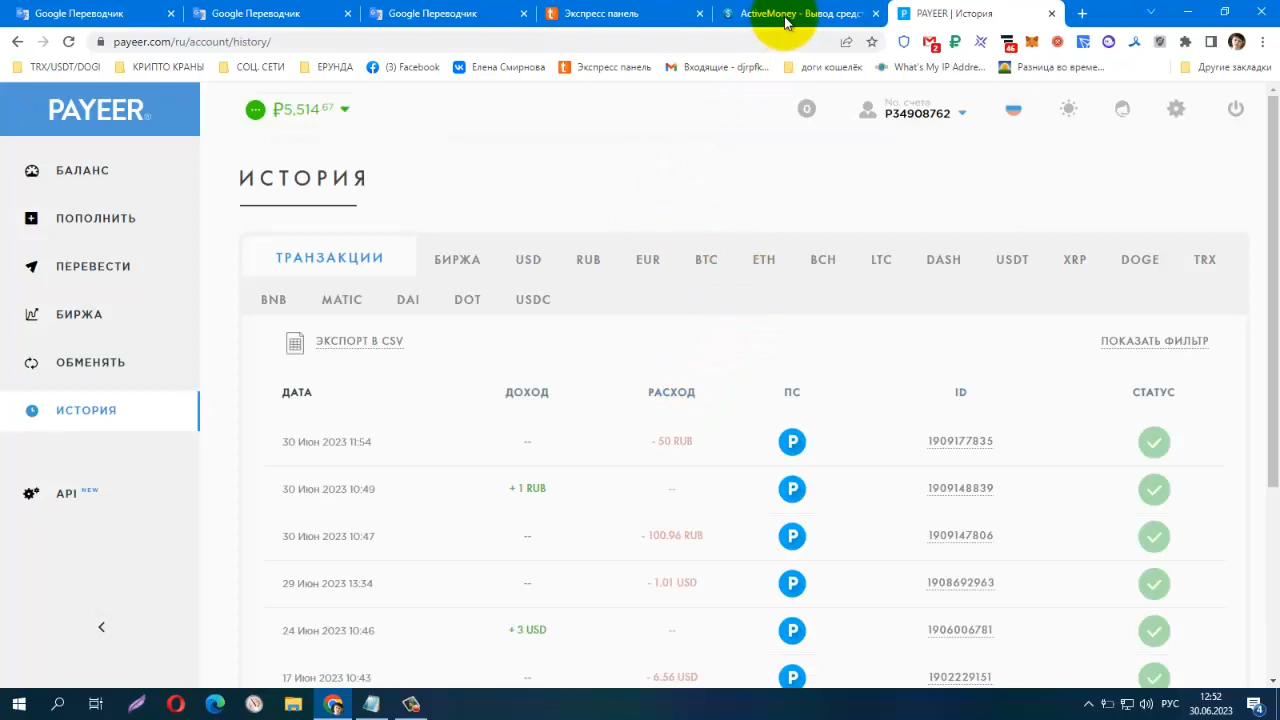 Google Переводчик
Google Переводчик
Google Переводчик
Экспресс панель
ActiveMoney - Вывод средст
PAYEER | История
payeer.com/ru/account/history/
2
46
TRX/USDT/DOGI
КРИПТО КРАНЫ
СОЦ. СЕТИ
ЕРУНДА
(3) Facebook
Елена Смирнова
Экспресс панель
Входящие - djrpfk...
доги кошелёк
What's My IP Addre...
Разница во време...
Другие закладки
PAYEER®
₽5,514 67
0
No. счета
P34908762
БАЛАНС
ПОПОЛНИТЬ
ПЕРЕВЕСТИ
БИРЖА
ОБМЕНЯТЬ
ИСТОРИЯ
API NEW
ИСТОРИЯ
ТРАНЗАКЦИИ БИРЖА USD RUB EUR BTC ETH BCH LTC DASH USDT XRP DOGE TRX
BNB MATIC DAI DOT USDC
ЭКСПОРТ В CSV
ПОКАЗАТЬ ФИЛЬТР
ДАТА ДОХОД РАСХОД ПС ID СТАТУС
30 Июн 2023 11:54 -- - 50 RUB P 1909177835
30 Июн 2023 10:49 + 1 RUB -- P 1909148839
30 Июн 2023 10:47 -- - 100.96 RUB P 1909147806
29 Июн 2023 13:34 -- - 1.01 USD P 1908692963
24 Июн 2023 10:46 + 3 USD -- P 1906006781
17 Июн 2023 10:43 -- - 6.56 USD P 1902229151
РУС
12:52
30.06.2023
4